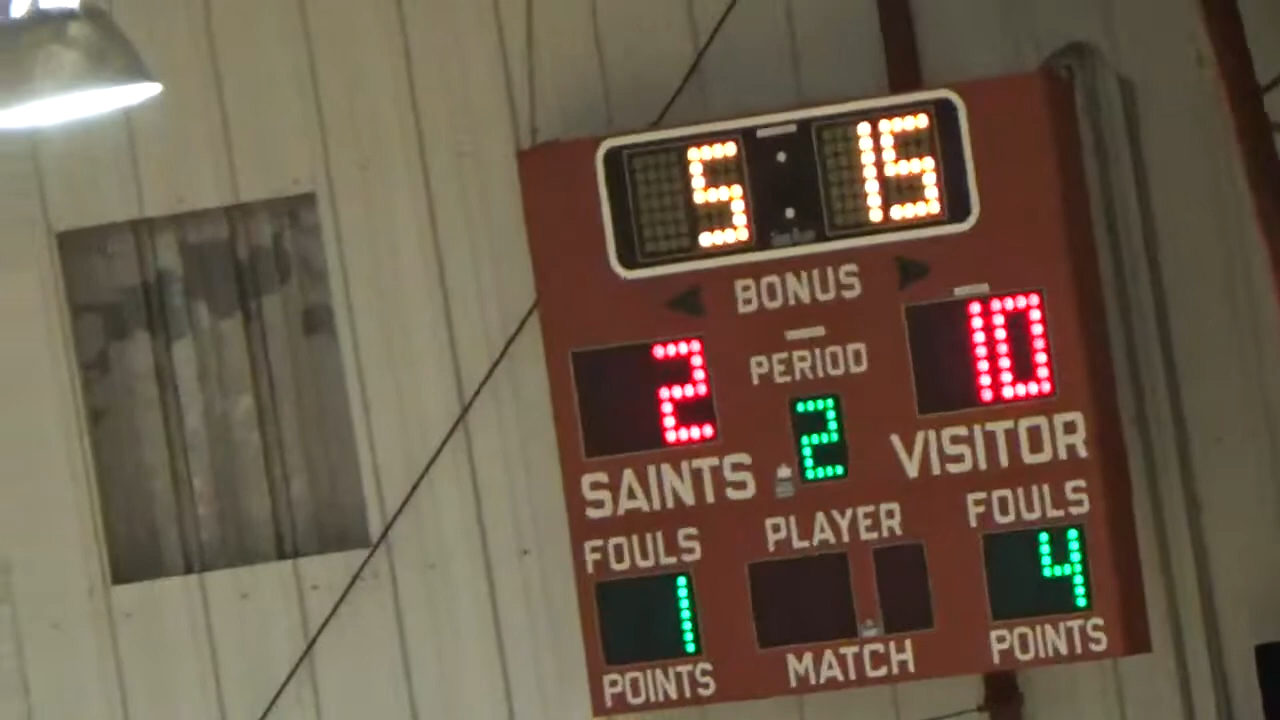 5 15
BONUS
2 PERIOD 10
2
SAINTS VISITOR
FOULS PLAYER FOULS
1 4
POINTS MATCH POINTS